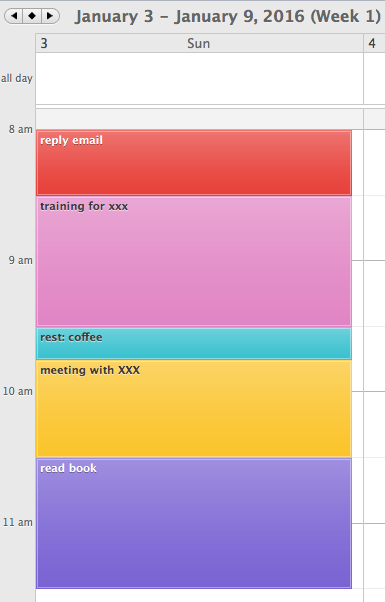 January 3 – January 9, 2016 (Week 1)
3 Sun 4
all day
8 am
reply email
training for xxx
9 am
rest: coffee
meeting with XXX
10 am
read book
11 am